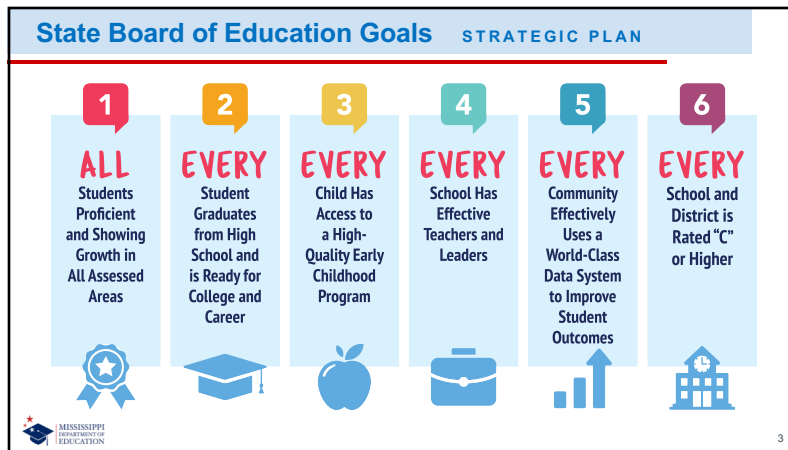 State Board of Education Goals STRATEGIC PLAN
1
ALL
Students
Proficient
and Showing
Growth in
All Assessed
Areas
2
EVERY
Student
Graduates
from High
School and
is Ready for
College and
Career
3
EVERY
Child Has
Access to
a High-
Quality Early
Childhood
Program
4
EVERY
School Has
Effective
Teachers and
Leaders
5
EVERY
Community
Effectively
Uses a
World-Class
Data System
to Improve
Student
Outcomes
6
EVERY
School and
District is
Rated “C”
or Higher
MISSISSIPPI
DEPARTMENT OF
EDUCATION
3